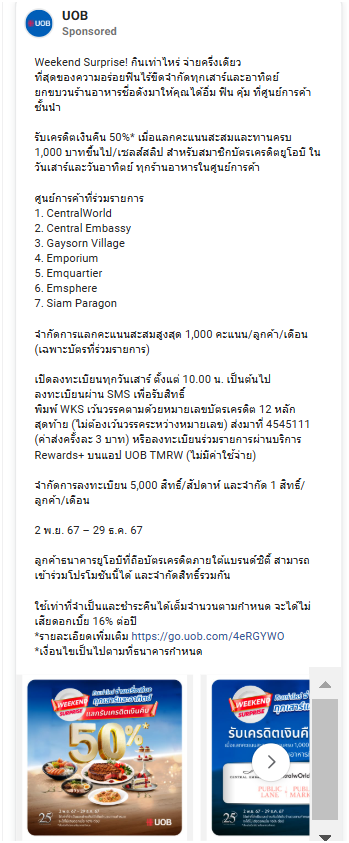 UOB
UOB
Sponsored
Weekend Surprise! กินเท่าไหร่ จ่ายครึ่งเดียว
ที่สุดของความอร่อยฟินไร้ขีดจำกัดทุกเสาร์และอาทิตย์
ยกขบวนร้านอาหารชื่อดังมาให้คุณได้อิ่ม ฟิน คุ้ม ที่ศูนย์การค้า
ชั้นนำ
รับเครดิตเงินคืน 50%* เมื่อแลกคะแนนสะสมและทานครบ
1,000 บาทขึ้นไป/เซลส์สลิป สำหรับสมาชิกบัตรเครดิตยูโอบี ใน
วันเสาร์และวันอาทิตย์ ทุกร้านอาหารในศูนย์การค้า
ศูนย์การค้าที่ร่วมรายการ
1. CentralWorld
2. Central Embassy
3. Gaysorn Village
4. Emporium
5. Emquartier
6. Emsphere
7. Siam Paragon
จำกัดการแลกคะแนนสะสมสูงสุด 1,000 คะแนน/ลูกค้า/เดือน
(เฉพาะบัตรที่ร่วมรายการ)
เปิดลงทะเบียนทุกวันเสาร์ ตั้งแต่ 10.00 น. เป็นต้นไป
ลงทะเบียนผ่าน SMS เพื่อรับสิทธิ์
พิมพ์ WKS เว้นวรรคตามด้วยหมายเลขบัตรเครดิต 12 หลัก
สุดท้าย (ไม่ต้องเว้นวรรคระหว่างหมายเลข) ส่งมาที่ 4545111
(ค่าส่งครั้งละ 3 บาท) หรือลงทะเบียนร่วมรายการผ่านบริการ
Rewards+ บนแอป UOB TMRW (ไม่มีค่าใช้จ่าย)
จำกัดการลงทะเบียน 5,000 สิทธิ์/สัปดาห์ และจำกัด 1 สิทธิ์/
ลูกค้า/เดือน
2 พ.ย. 67 – 29 ธ.ค. 67
ลูกค้าธนาคารยูโอบีที่ถือบัตรเครดิตภายใต้แบรนด์ซิตี้ สามารถ
เข้าร่วมโปรโมชันนี้ได้ และจำกัดสิทธิ์รวมกัน
ใช้เท่าที่จำเป็นและชำระคืนได้เต็มจำนวนตามกำหนด จะได้ไม่
เสียดอกเบี้ย 16% ต่อปี
*รายละเอียดเพิ่มเติม https://go.uob.com/4eRGYWO
*เงื่อนไขเป็นไปตามที่ธนาคารกำหนด
WEEKEND
SURPRISE
กินเท่าไหร่ จ่ายครึ่งเดียว
ทุกเสาร์และอาทิตย์
แลกรับเครดิตเงินคืน
50%*
25
UOB
WEEKEND
SURPRISE
กินเท่าไหร่
ทุกเสาร์
รับเครดิตเงิน
PUBLIC
LANE
PUBLIC
MARK
25